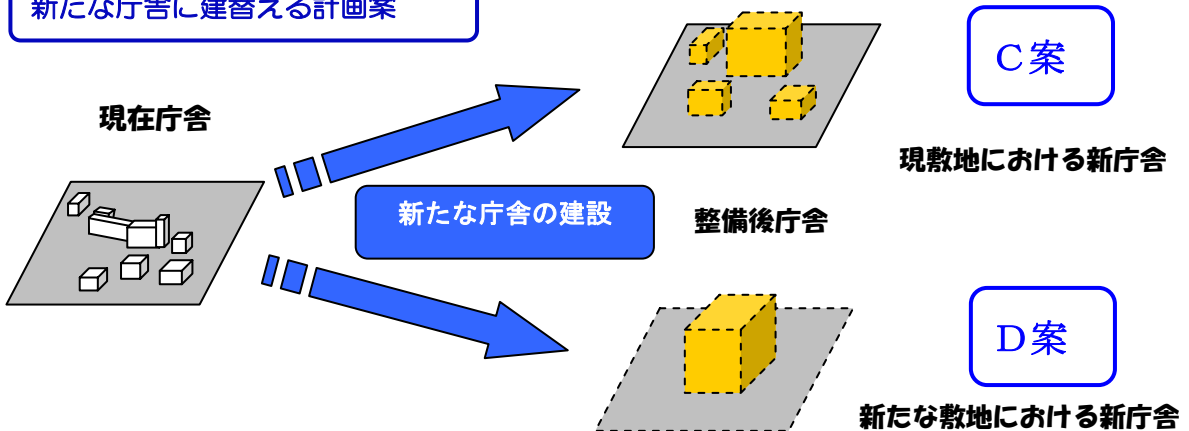 新たな庁舎に建替える計画案
現在庁舎
新たな庁舎の建設
整備後庁舎
C案
現敷地における新庁舎
D案
新たな敷地における新庁舎